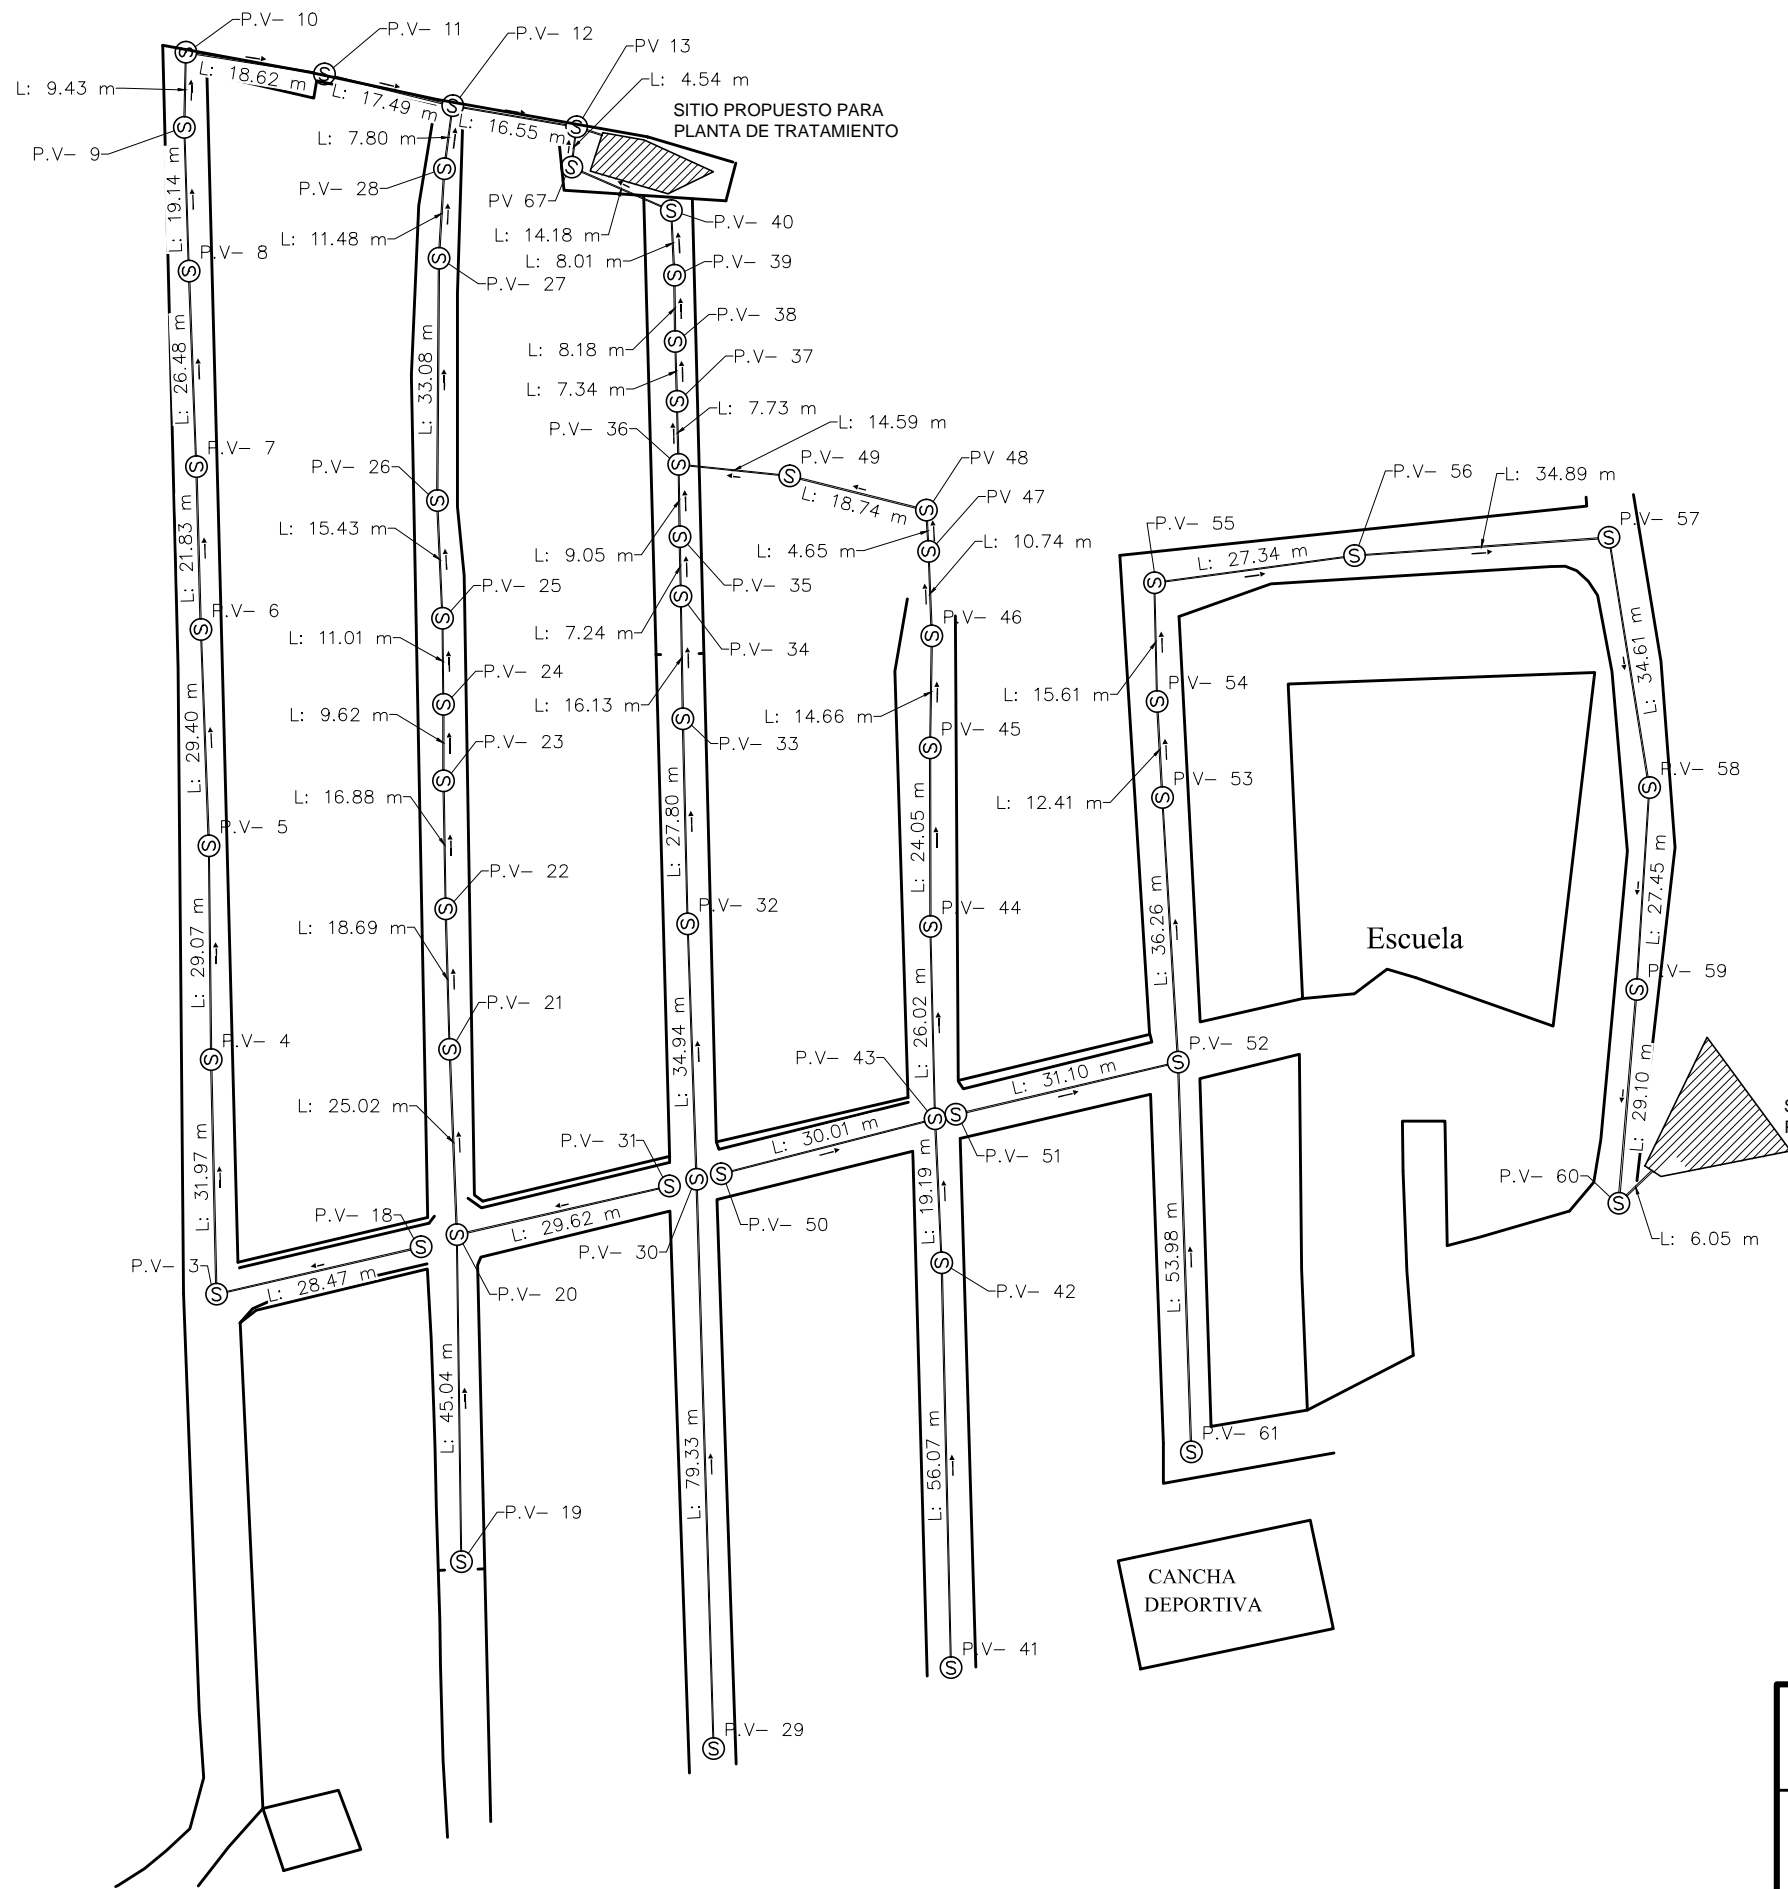 P.V- 10
P.V- 11
P.V- 12
PV 13
L: 4.54 m
L: 9.43 m
L: 18.62 m
L: 17.49 m
L: 16.55 m
SITIO PROPUESTO PARA
PLANTA DE TRATAMIENTO
L: 7.80 m
P.V- 9
P.V- 28
PV 67
L: 19.14 m
P.V- 40
L: 11.48 m
L: 14.18 m
P.V- 8
L: 8.01 m
P.V- 39
P.V- 27
P.V- 38
L: 26.48 m
L: 33.08 m
L: 8.18 m
P.V- 37
L: 7.34 m
L: 7.73 m
L: 14.59 m
P.V- 36
P.V- 7
P.V- 26
P.V- 49
PV 48
P.V- 56
L: 34.89 m
L: 18.74 m
PV 47
P.V- 55
P.V- 57
L: 21.83 m
L: 15.43 m
L: 9.05 m
L: 4.65 m
L: 10.74 m
L: 27.34 m
P.V- 35
P.V- 6
P.V- 25
L: 11.01 m
L: 7.24 m
P.V- 34
P.V- 46
L: 34.61 m
P.V- 24
L: 29.40 m
L: 9.62 m
L: 16.13 m
L: 14.66 m
L: 15.61 m
P.V- 54
P.V- 23
P.V- 33
P.V- 45
P.V- 53
P.V- 58
L: 16.88 m
L: 12.41 m
P.V- 5
L: 27.80 m
L: 24.05 m
P.V- 22
L: 27.45 m
P.V- 32
P.V- 44
L: 18.69 m
L: 29.07 m
L: 36.26 m
Escuela
P.V- 59
P.V- 21
P.V- 4
L: 34.94 m
L: 26.02 m
P.V- 43
P.V- 52
L: 31.10 m
L: 25.02 m
L: 29.10 m
P.V- 31
L: 30.01 m
P.V- 51
L: 31.97 m
L: 19.19 m
P.V- 60
P.V- 18
L: 29.62 m
P.V- 30
P.V- 50
L: 6.05 m
P.V- 3
L: 28.47 m
P.V- 20
P.V- 42
L: 53.98 m
L: 45.04 m
P.V- 61
L: 79.33 m
L: 56.07 m
P.V- 19
CANCHA
DEPORTIVA
P.V- 41
P.V- 29